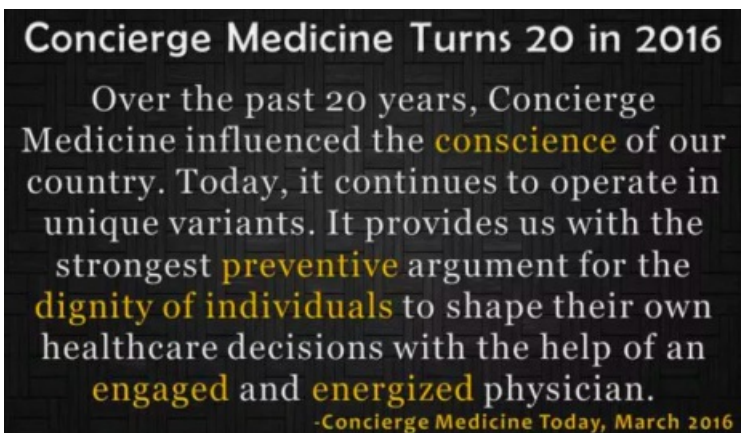 Concierge Medicine Turns 20 in 2016
Over the past 20 years, Concierge
Medicine influenced the conscience of our
country. Today, it continues to operate in
unique variants. It provides us with the
strongest preventive argument for the
dignity of individuals to shape their own
healthcare decisions with the help of an
engaged and energized physician.
-Concierge Medicine Today, March 2016